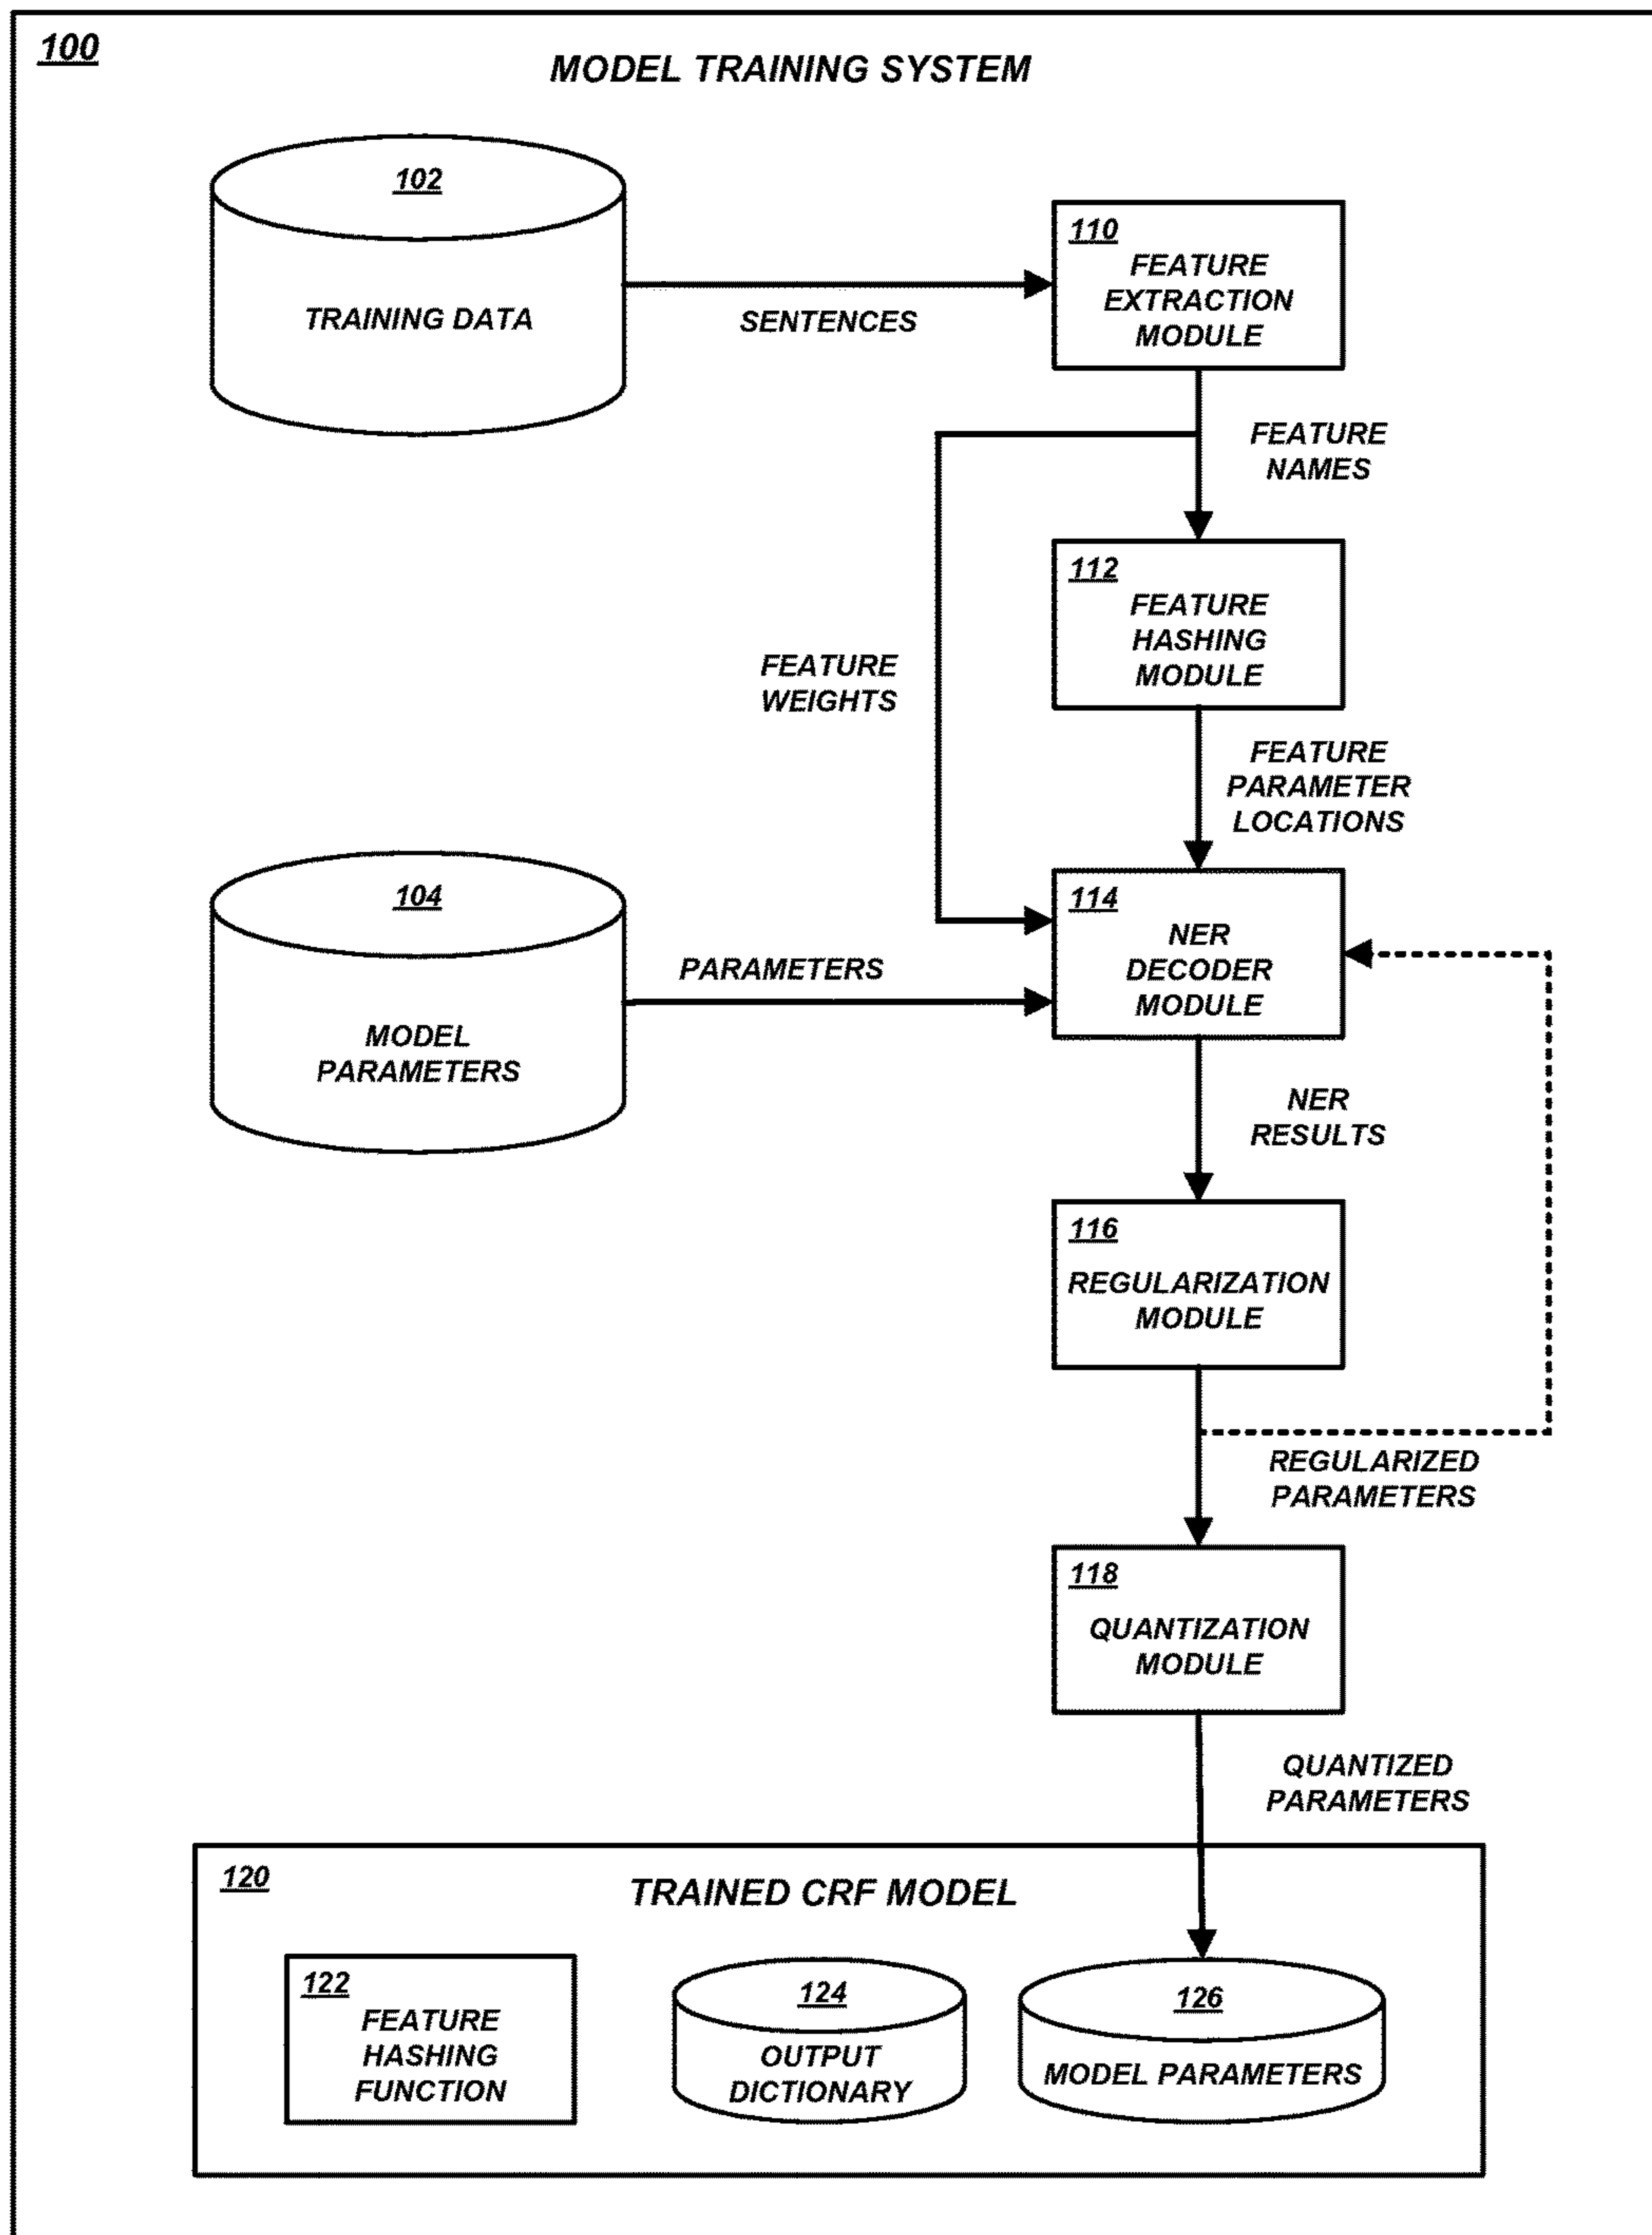 100
MODEL TRAINING SYSTEM
102
TRAINING DATA
SENTENCES
110
FEATURE
EXTRACTION
MODULE
FEATURE
NAMES
112
FEATURE
HASHING
MODULE
FEATURE
WEIGHTS
FEATURE
PARAMETER
LOCATIONS
104
MODEL
PARAMETERS
PARAMETERS
114
NER
DECODER
MODULE
NER
RESULTS
116
REGULARIZATION
MODULE
REGULARIZED
PARAMETERS
118
QUANTIZATION
MODULE
QUANTIZED
PARAMETERS
120
TRAINED CRF MODEL
122
FEATURE
HASHING
FUNCTION
124
OUTPUT
DICTIONARY
126
MODEL PARAMETERS